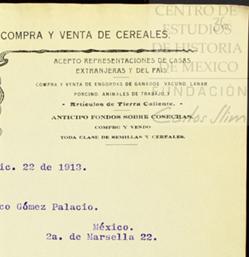 CENTRO DE
ESTUDIOS
DE HISTORIA
DE MEXICO
FUNDACIÓN
Carlos Slim
COMPRA Y VENTA DE CEREALES.
ACEPTO REPRESENTACIONES DE CASAS
EXTRANJERAS Y DEL PAIS
COMPRA Y VENTA DE ENGORDAS DE GANADOS VACUNO, LANAR
PORCINO, ANIMALES DE TRABAJO Y
Artículos de Tierra Caliente.
ANTICIPO FONDOS SOBRE COSECHAS.
COMPRO Y VENDO
TODA CLASE DE SEMILLAS Y CEREALES.
ic. 22 de 1913.
co Gómez Palacio.
México.
2a. de Marsella 22.